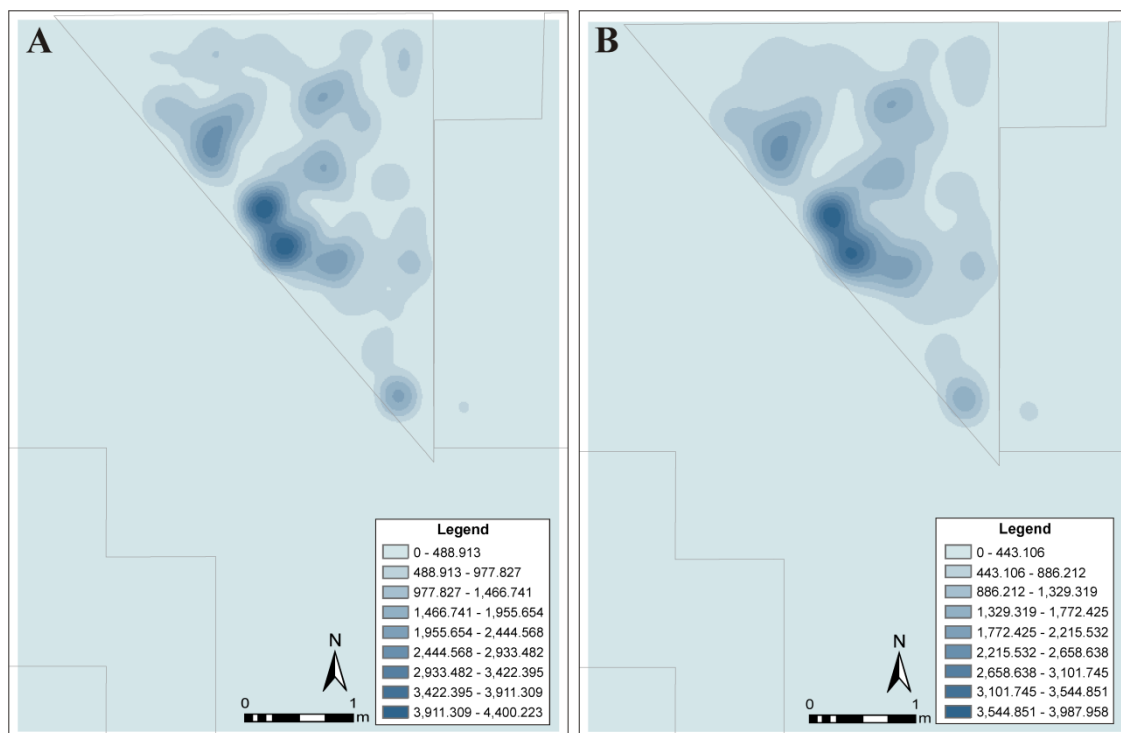 A
Legend
0 - 488.913
488.913 - 977.827
977.827 - 1,466.741
1,466.741 - 1,955.654
1,955.654 - 2,444.568
2,444.568 - 2,933.482
2,933.482 - 3,422.395
3,422.395 - 3,911.309
3,911.309 - 4,400.223
N
0 1
m
B
Legend
0 - 443.106
443.106 - 886.212
886.212 - 1,329.319
1,329.319 - 1,772.425
1,772.425 - 2,215.532
2,215.532 - 2,658.638
2,658.638 - 3,101.745
3,101.745 - 3,544.851
3,544.851 - 3,987.958
N
0 1
m